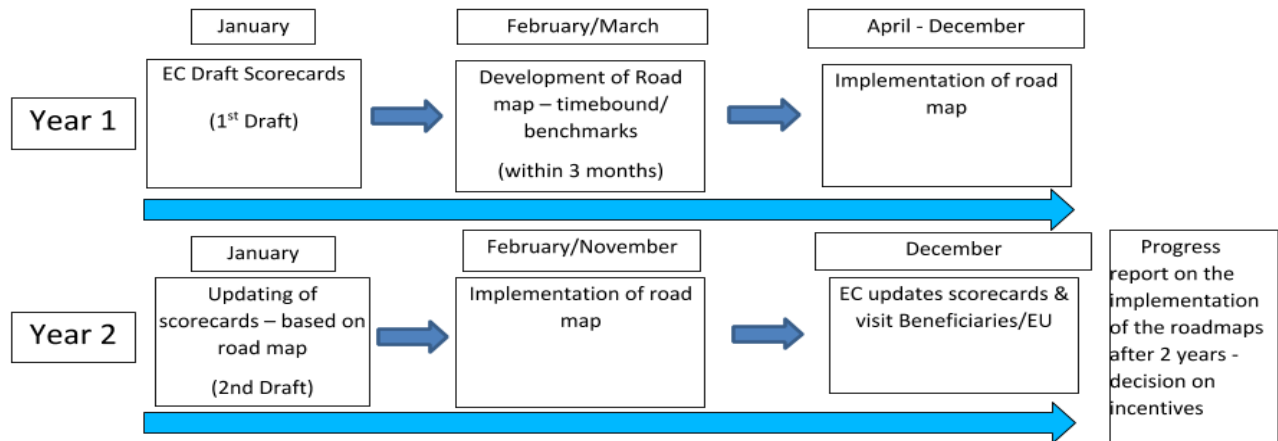 January
February/March
April - December
Year 1
EC Draft Scorecards
(1st Draft)
Development of Road
map – timebound/
benchmarks
(within 3 months)
Implementation of road
map
January
February/November
December
Year 2
Updating of
scorecards – based on
road map
(2nd Draft)
Implementation of road
map
EC updates scorecards &
visit Beneficiaries/EU
Progress
report on the
implementation
of the roadmaps
after 2 years -
decision on
incentives